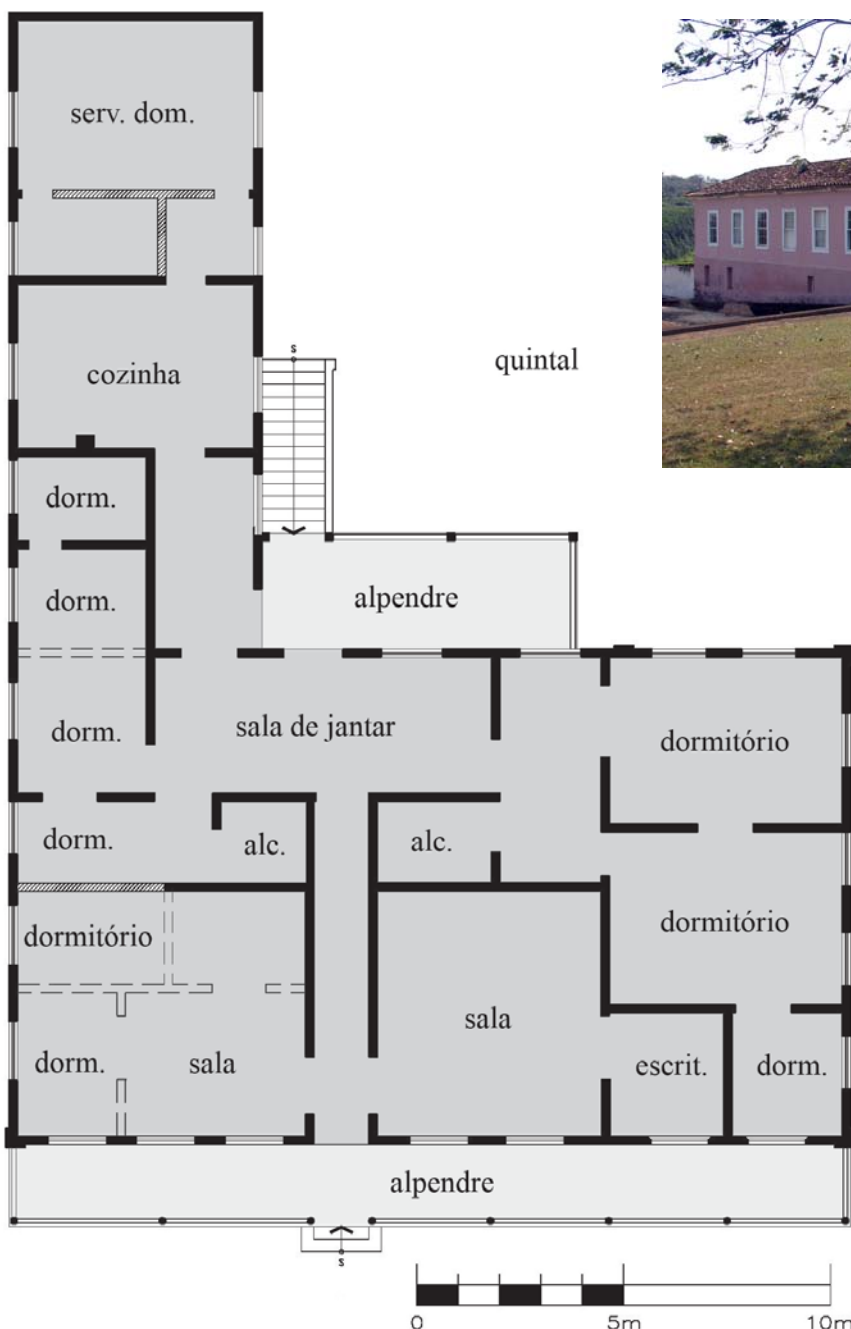 serv. dom.
s
quintal
cozinha
dorm.
dorm.
alpendre
dorm.
sala de jantar
dormitório
dorm.
alc.
alc.
dormitório
dormitório
sala
dorm.
sala
escrit.
dorm.
alpendre
s
0
5m
10m